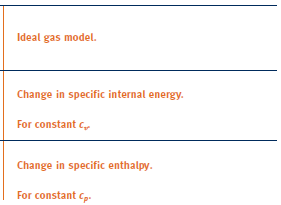 Ideal gas model.
Change in specific internal energy.
For constant cᵥ.
Change in specific enthalpy.
For constant cₚ.